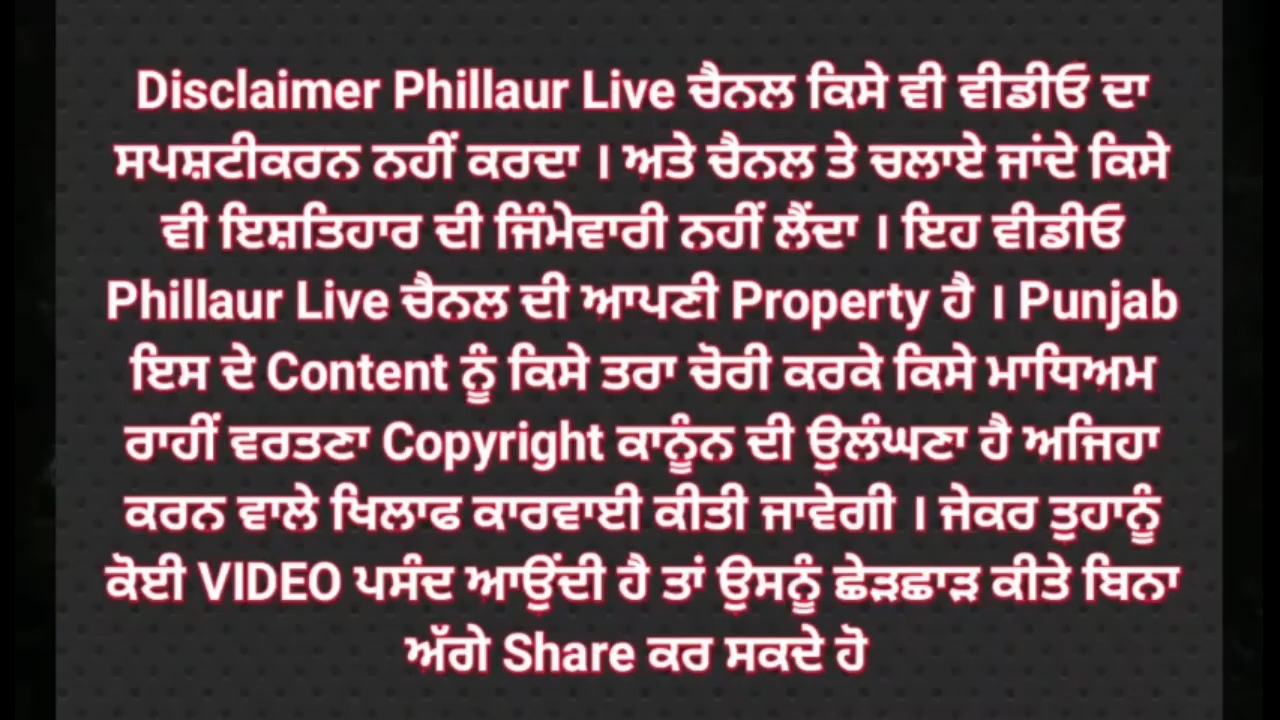 Disclaimer Phillaur Live ਚੈਨਲ ਕਿਸੇ ਵੀ ਵੀਡੀਓ ਦਾ
ਸਪਸ਼ਟੀਕਰਨ ਨਹੀਂ ਕਰਦਾ । ਅਤੇ ਚੈਨਲ ਤੇ ਚਲਾਏ ਜਾਂਦੇ ਕਿਸੇ
ਵੀ ਇਸ਼ਤਿਹਾਰ ਦੀ ਜਿੰਮੇਵਾਰੀ ਨਹੀਂ ਲੈਂਦਾ । ਇਹ ਵੀਡੀਓ
Phillaur Live ਚੈਨਲ ਦੀ ਆਪਣੀ Property ਹੈ । Punjab
ਇਸ ਦੇ Content ਨੂੰ ਕਿਸੇ ਤਰਾ ਚੋਰੀ ਕਰਕੇ ਕਿਸੇ ਮਾਧਿਅਮ
ਰਾਹੀਂ ਵਰਤਣਾ Copyright ਕਾਨੂੰਨ ਦੀ ਉਲੰਘਣਾ ਹੈ ਅਜਿਹਾ
ਕਰਨ ਵਾਲੇ ਖਿਲਾਫ ਕਾਰਵਾਈ ਕੀਤੀ ਜਾਵੇਗੀ । ਜੇਕਰ ਤੁਹਾਨੂੰ
ਕੋਈ VIDEO ਪਸੰਦ ਆਉਂਦੀ ਹੈ ਤਾਂ ਉਸਨੂੰ ਛੇੜਛਾੜ ਕੀਤੇ ਬਿਨਾ
ਅੱਗੇ Share ਕਰ ਸਕਦੇ ਹੋ